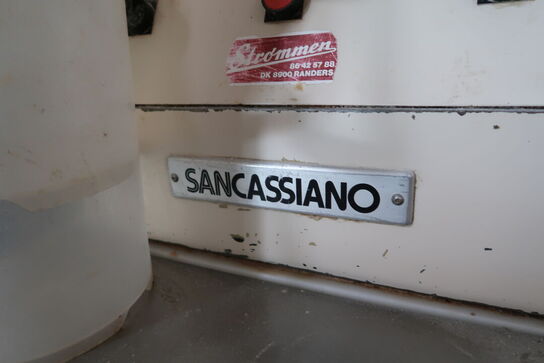 Strømmen
86 42 57 88
DK 8900 RANDERS
SANCASSIANO